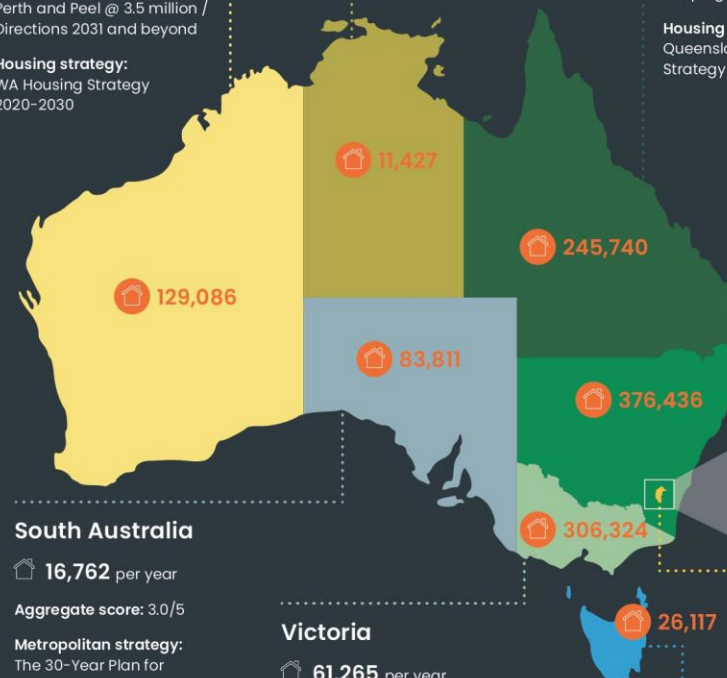 Perth and Peel @ 3.5 million /
Directions 2031 and beyond
Housing strategy:
WA Housing Strategy
2020-2030
Housing
Strategy
11,427
245,740
129,086
83,811
376,436
306,324
26,117
South Australia
16,762 per year
Aggregate score: 3.0/5
Metropolitan strategy:
The 30-Year Plan for
Victoria
61,265 per year